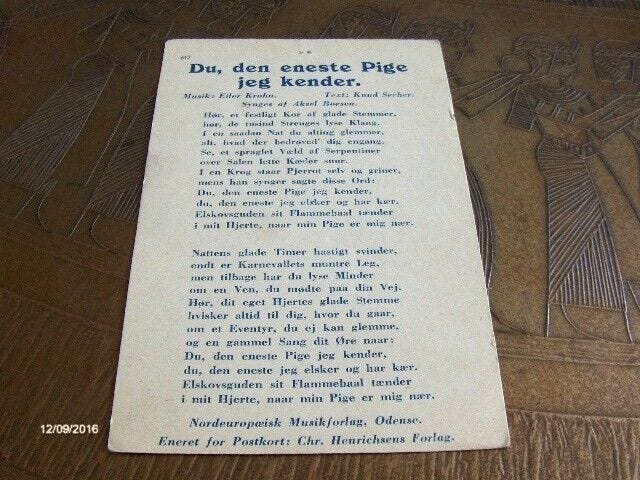 617
Du, den eneste Pige
jeg kender.
Musik: Eiler Krohn. Text: Knud Secher.
Synges af Aksel Boesen.
Hør, et festligt Kor af glade Stemmer,
hør, de tusind Strenges lyse Klang.
I en saadan Nat du alting glemmer,
alt, hvad der bedrøved' dig engang.
Se, et spraglet Væld af Serpentiner
over Salen lette Kæder snor.
I en Krog staar Pjerrot selv og griner,
mens han synger sagte disse Ord:
Du, den eneste Pige jeg kender,
du, den eneste jeg elsker og har kær.
Elskovsguden sit Flammebaal tænder
i mit Hjerte, naar min Pige er mig nær.
Nattens glade Timer hastigt svinder,
endt er Karnevallets muntre Leg,
men tilbage har du lyse Minder
om en Ven, du mødte paa din Vej.
Hør, dit eget Hjertes glade Stemme
hvisker altid til dig, hvor du gaar,
om et Eventyr, du ej kan glemme,
og en gammel Sang dit Øre naar:
Du, den eneste Pige jeg kender,
du, den eneste jeg elsker og har kær.
Elskovsguden sit Flammebaal tænder
i mit Hjerte, naar min Pige er mig nær.
Nordeuropæisk Musikforlag, Odense.
Eneret for Postkort: Chr. Henrichsens Forlag.
12/09/2016